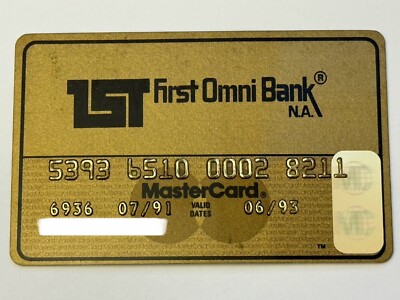 1ST First Omni Bank®
N.A.
5393 6510 0002 8211
MasterCard®
6936 07/91 VALID DATES 06/93
™